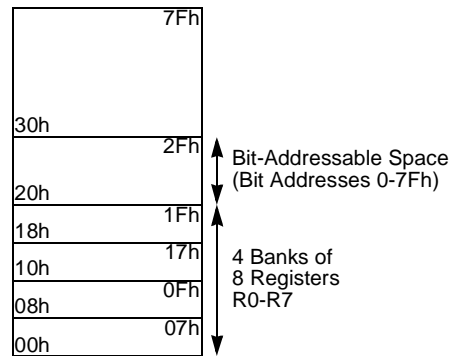 7Fh
30h
2Fh
Bit-Addressable Space
(Bit Addresses 0-7Fh)
20h
1Fh
18h
17h
10h
4 Banks of
8 Registers
R0-R7
0Fh
08h
07h
00h